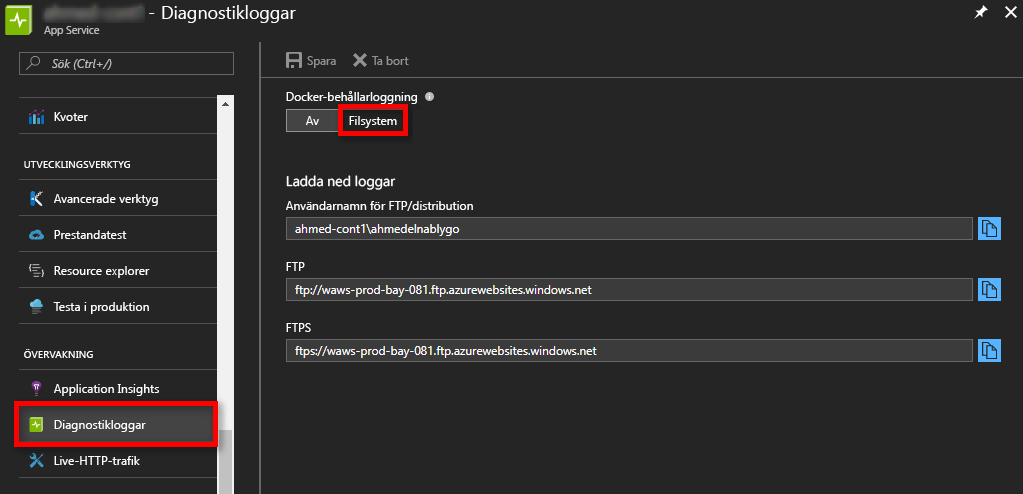 - Diagnostikloggar
App Service
Sök (Ctrl+/)
Kvoter
UTVECKLINGSVERKTYG
Avancerade verktyg
Prestandatest
Resource explorer
Testa i produktion
ÖVERVAKNING
Application Insights
Diagnostikloggar
Live-HTTP-trafik
Spara
Ta bort
Docker-behållarloggning
Av
Filsystem
Ladda ned loggar
Användarnamn för FTP/distribution
ahmed-cont1\ahmedelnablygo
FTP
ftp://waws-prod-bay-081.ftp.azurewebsites.windows.net
FTPS
ftps://waws-prod-bay-081.ftp.azurewebsites.windows.net